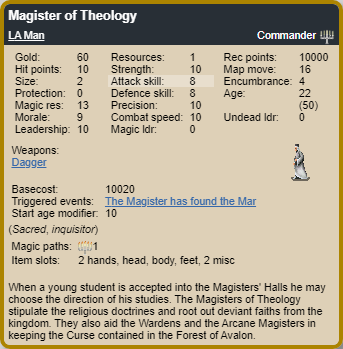 Magister of Theology
LA Man Commander
Gold: 60 Resources: 1 Rec points: 10000
Hit points: 10 Strength: 10 Map move: 16
Size: 2 Attack skill: 8 Encumbrance: 4
Protection: 0 Defence skill: 8 Age: 22
Magic res: 13 Precision: 10 (50)
Morale: 9 Combat speed: 10 Undead ldr: 0
Leadership: 10 Magic ldr: 0
Weapons:
Dagger
Basecost: 10020
Triggered events: The Magister has found the Mar
Start age modifier: 10
(Sacred, inquisitor)
Magic paths: 1
Item slots: 2 hands, head, body, feet, 2 misc
When a young student is accepted into the Magisters' Halls he may
choose the direction of his studies. The Magisters of Theology
stipulate the religious doctrines and root out deviant faiths from the
kingdom. They also aid the Wardens and the Arcane Magisters in
keeping the Curse contained in the Forest of Avalon.